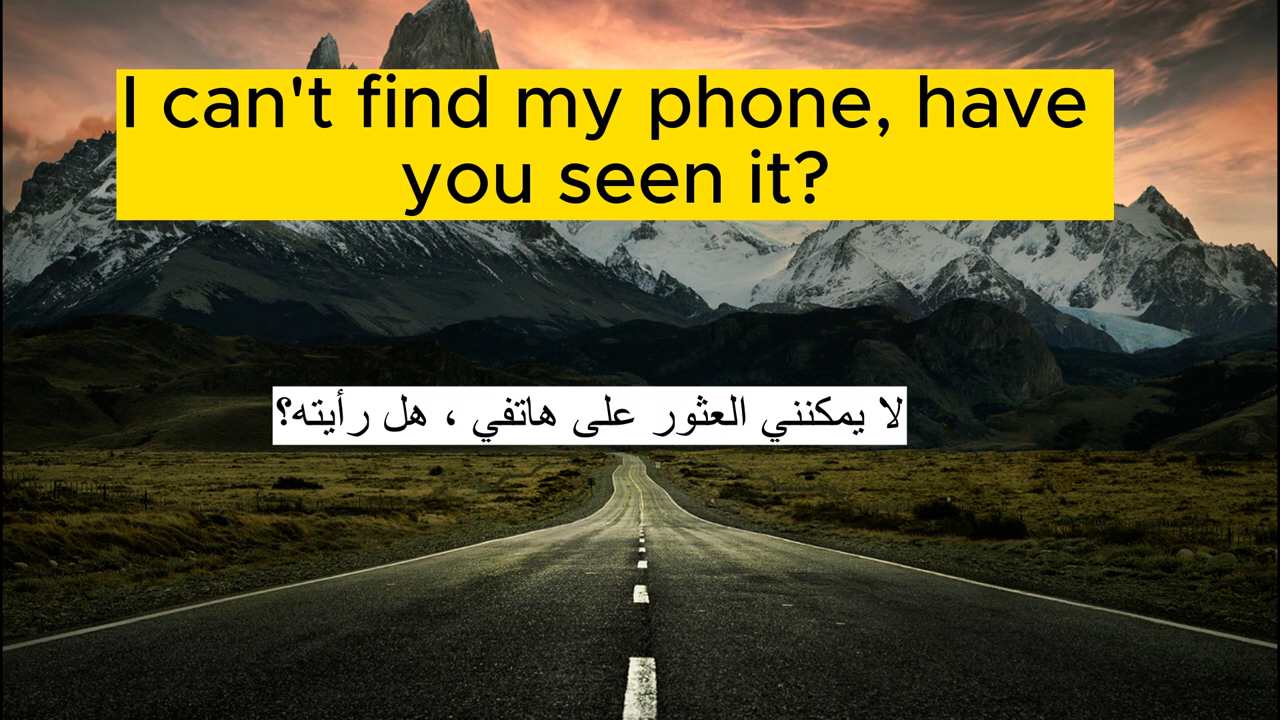 I can't find my phone, have
you seen it?
لا يمكنني العثور على هاتفي ، هل رأيته؟